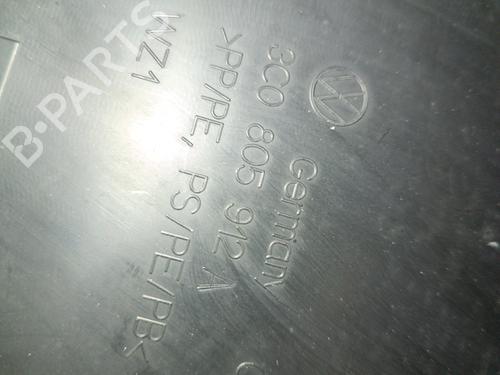 Germany
3C0 805 912 A
>PP/PE, PS/PE/PB<
WZ1
B-PARTS